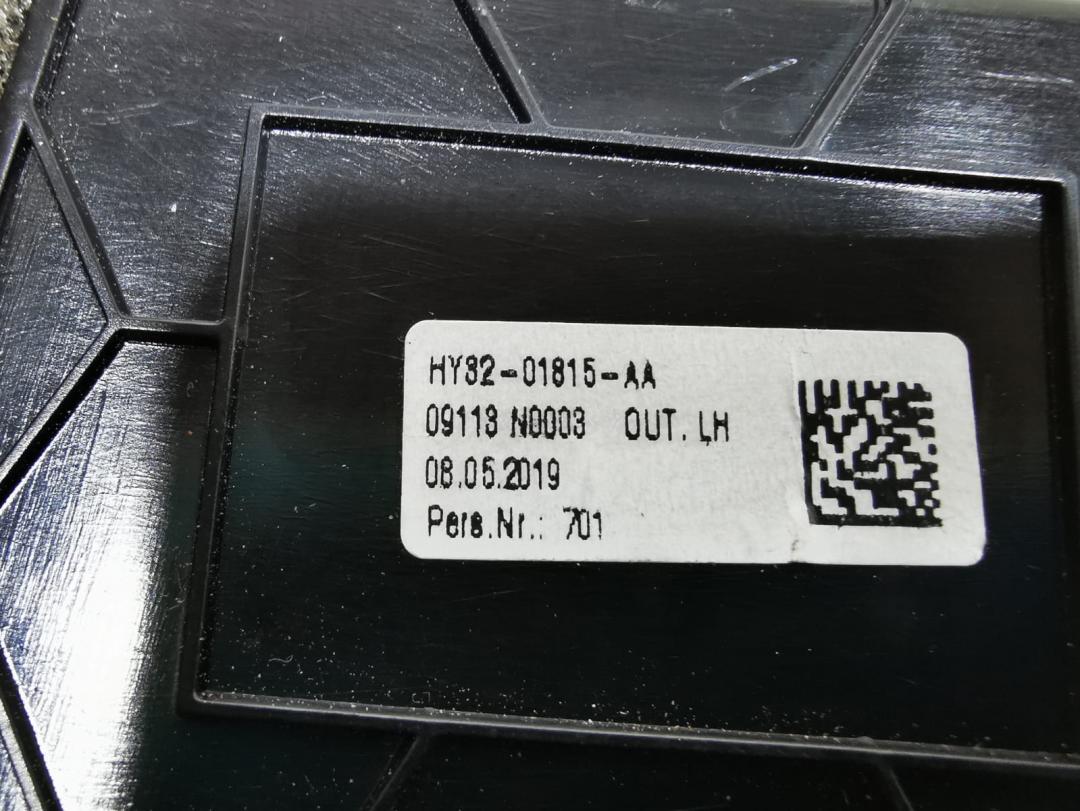 HY32-01815-AA
09113 N0003 OUT. LH
08.05.2019
Pers.Nr.: 701